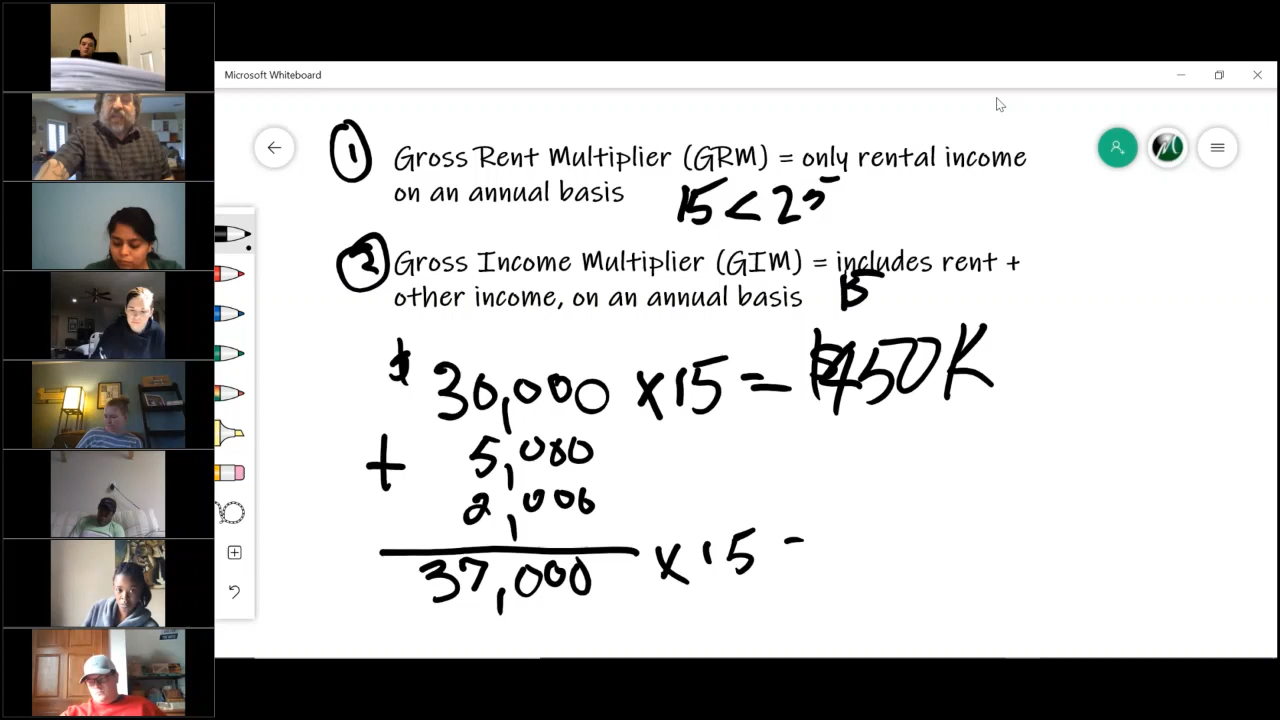 Microsoft Whiteboard
1 Gross Rent Multiplier (GRM) = only rental income
on an annual basis 15 < 25
2 Gross Income Multiplier (GIM) = includes rent +
other income, on an annual basis 15
$ 30,000 x 15 = $450K
+ 5,000
2,000
37,000 x 15 =